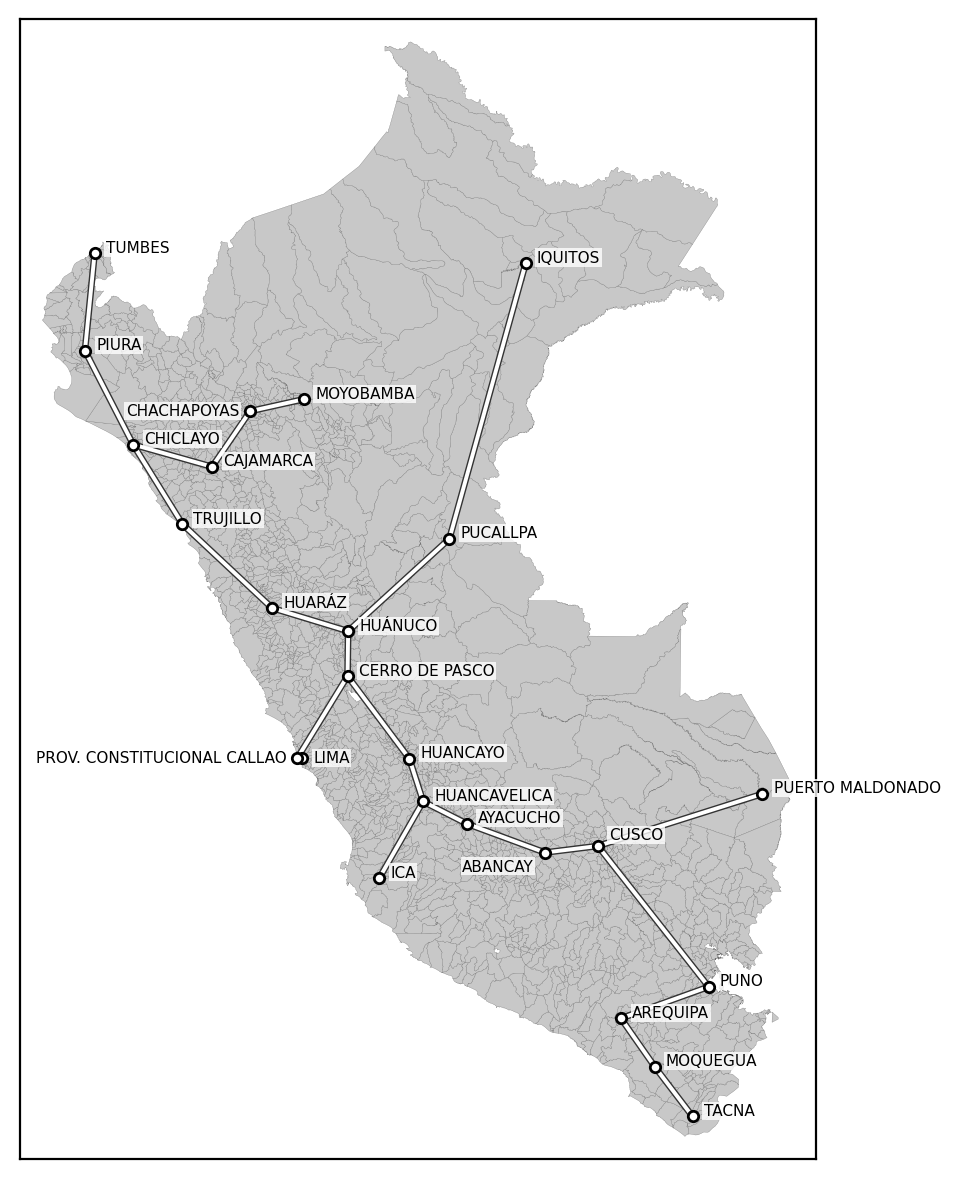 TUMBES
IQUITOS
PIURA
MOYOBAMBA
CHACHAPOYAS
CHICLAYO
CAJAMARCA
TRUJILLO
PUCALLPA
HUARÁZ
HUÁNUCO
CERRO DE PASCO
HUANCAYO
PROV. CONSTITUCIONAL CALLAO
LIMA
PUERTO MALDONADO
HUANCAVELICA
AYACUCHO
CUSCO
ABANCAY
ICA
PUNO
AREQUIPA
MOQUEGUA
TACNA